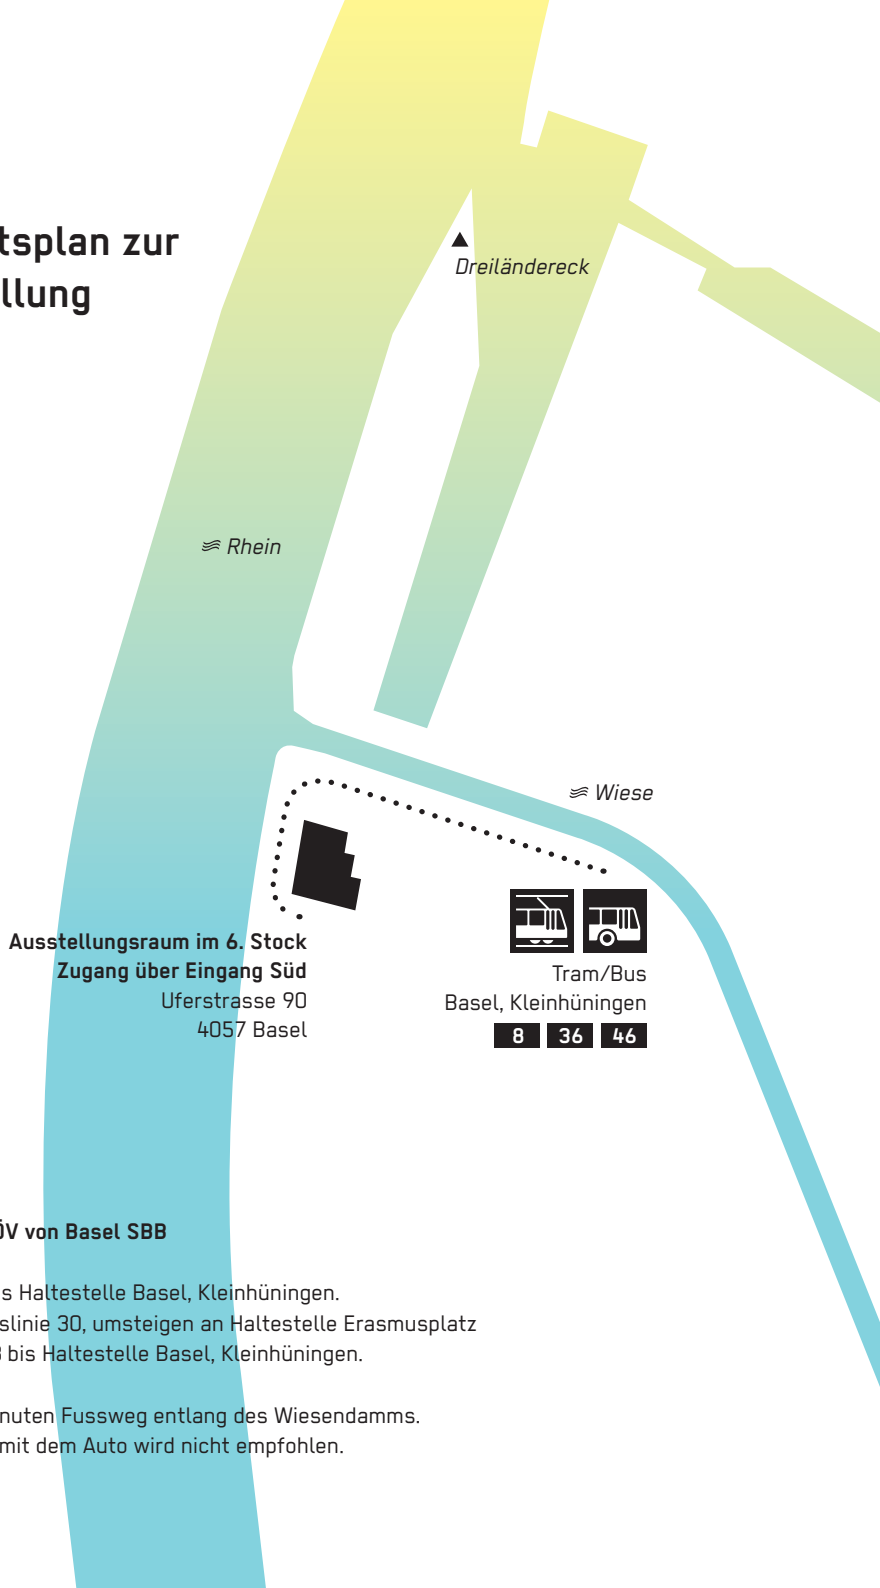 tsplan zur
llung
Dreiländereck
Rhein
Wiese
Ausstellungsraum im 6. Stock
Zugang über Eingang Süd
Uferstrasse 90
4057 Basel
Tram/Bus
Basel, Kleinhüningen
8 36 46
ÖV von Basel SBB
s Haltestelle Basel, Kleinhüningen.
slinie 30, umsteigen an Haltestelle Erasmusplatz
bis Haltestelle Basel, Kleinhüningen.
nuten Fussweg entlang des Wiesendamms.
mit dem Auto wird nicht empfohlen.